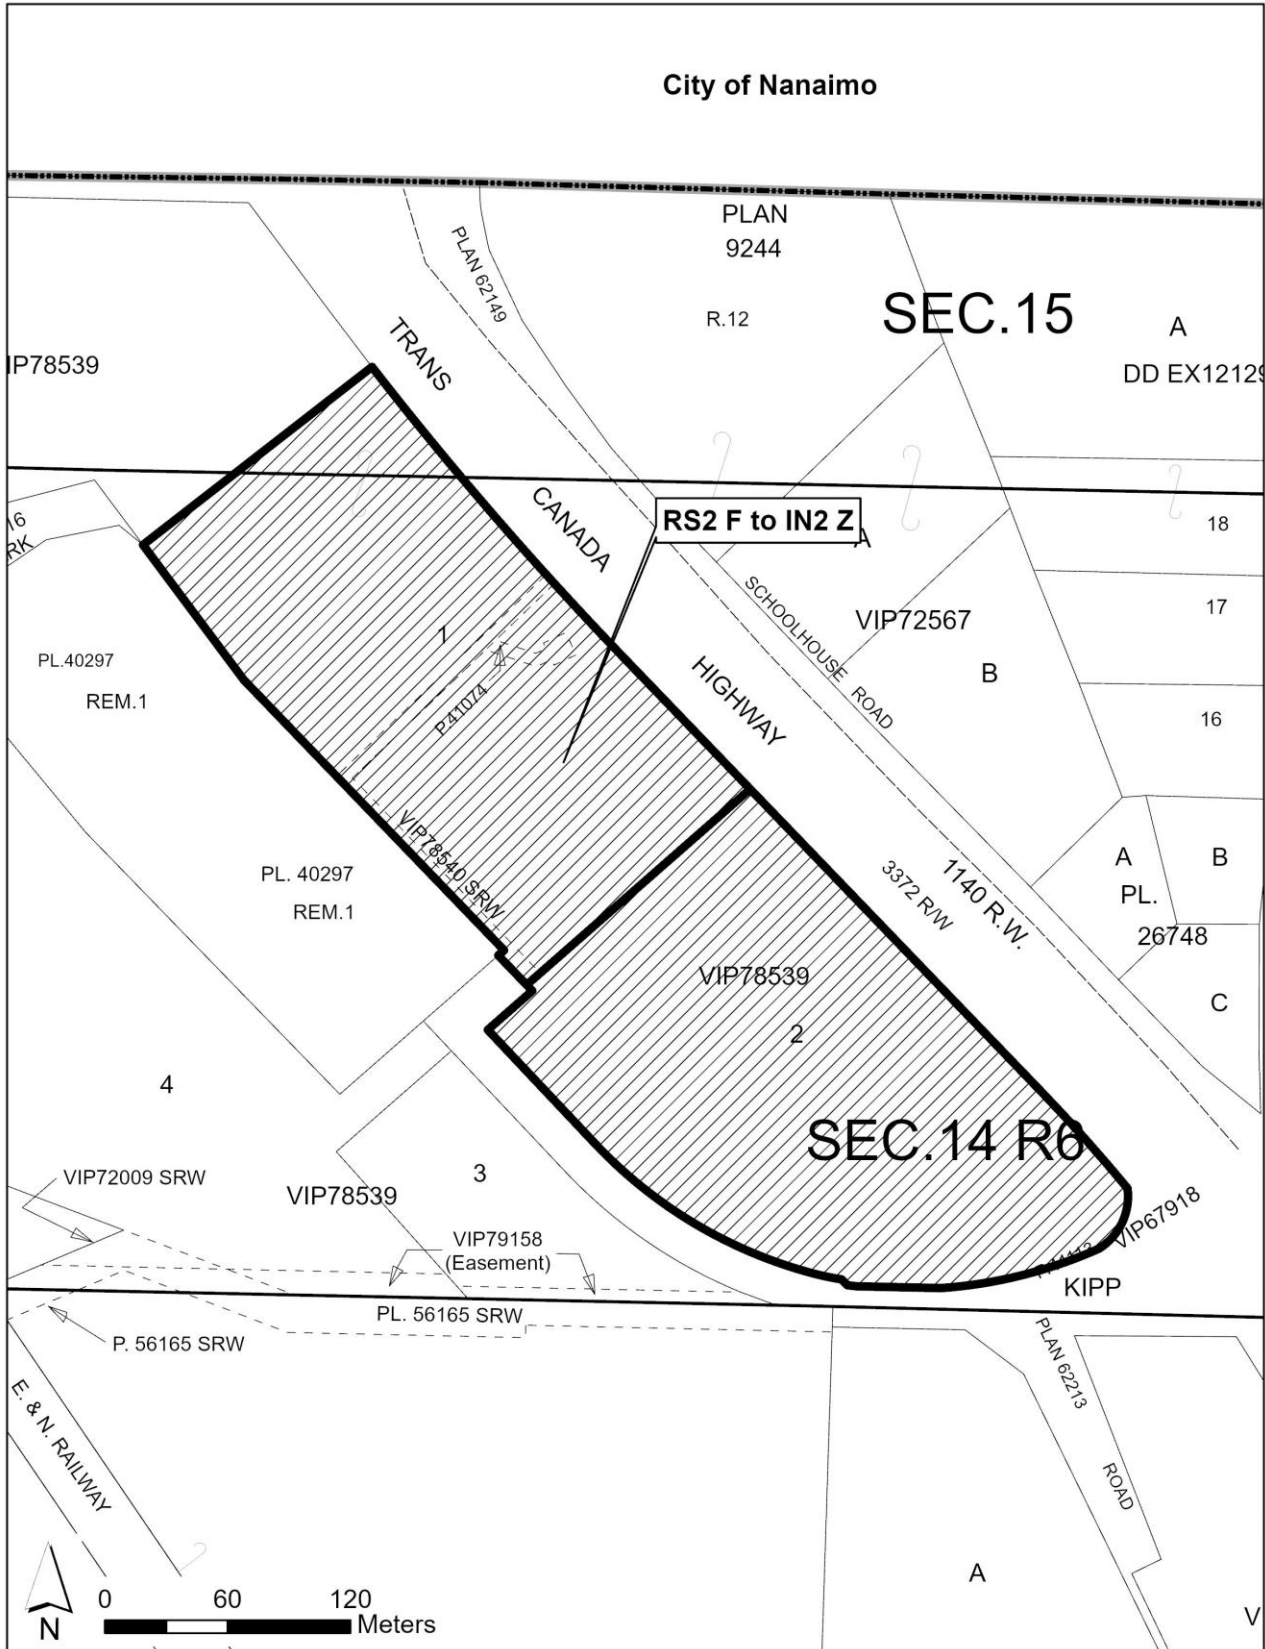 City of Nanaimo
PLAN
9244
PLAN 62149
R.12
SEC.15
A
DD EX12129
IP78539
TRANS
CANADA
HIGHWAY
RS2 F to IN2 Z
A
18
17
16
SCHOOLHOUSE ROAD
VIP72567
B
16
RK
PL.40297
REM.1
1
P.41074
VIP78540 SRW
PL. 40297
REM.1
3372 R/W
1140 R.W.
A
B
PL.
26748
C
VIP78539
2
SEC.14 R6
4
3
VIP72009 SRW
VIP78539
VIP79158
(Easement)
VIP67918
KIPP
PL. 56165 SRW
P. 56165 SRW
PLAN 62213
ROAD
E. & N. RAILWAY
A
V
N
0 60 120
Meters